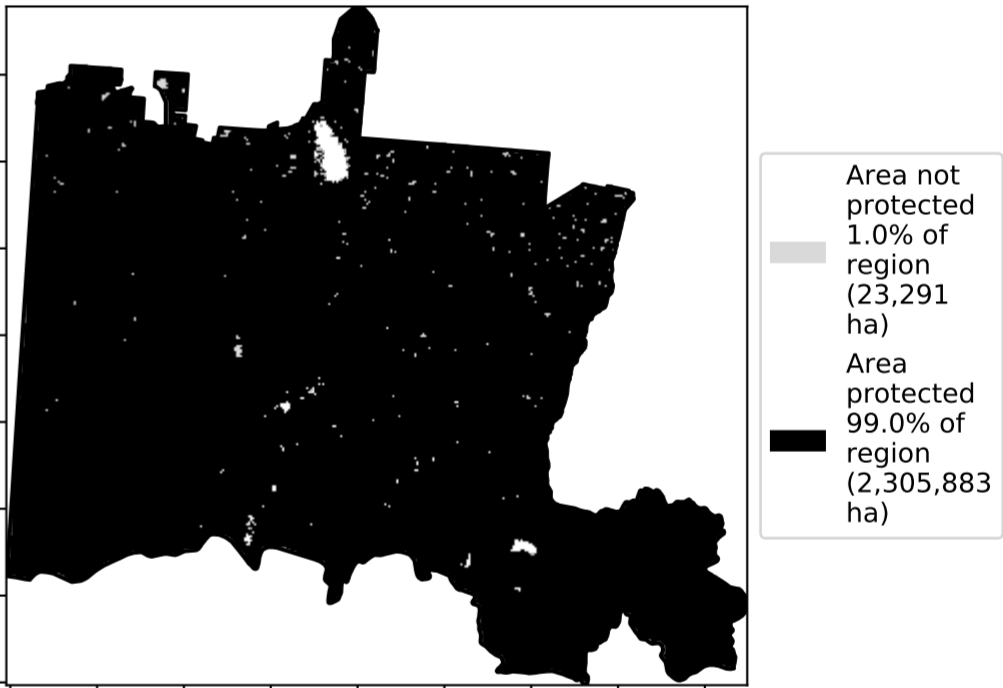 Area not
protected
1.0% of
region
(23,291
ha)
Area
protected
99.0% of
region
(2,305,883
ha)